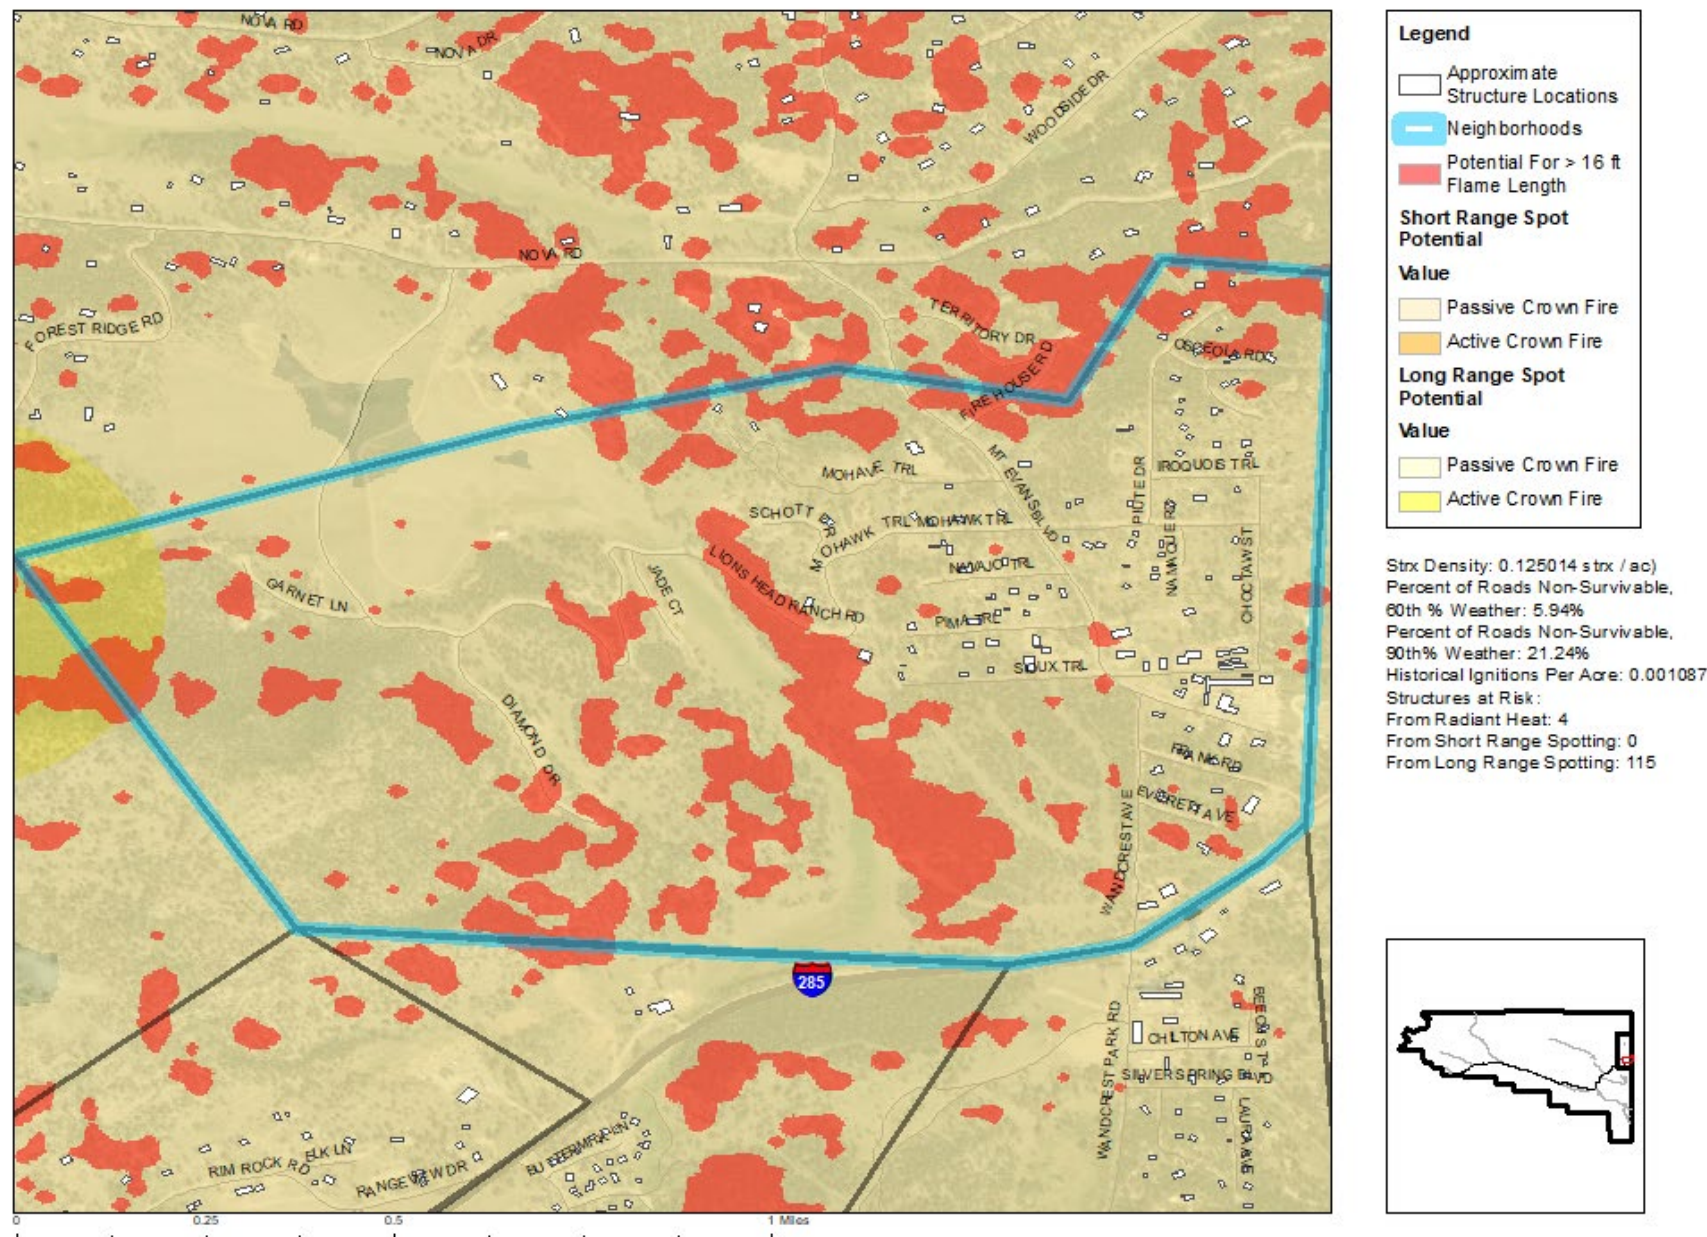 NOVA RD
NOVA DR
WOODSIDE DR
NOVA RD
FOREST RIDGE RD
TERRITORY DR
OSCEOLA RD
FIREHOUSE RD
MT EVANS BLVD
MOHAVE TRL
IROQUOIS TRL
PIUTE DR
SCHOTT DR
MOHAWK TRL
MOHAWK TRL
NAMAQUE RD
CHOCTAW ST
LIONS HEAD RANCH RD
NAVAJO TRL
JADE CT
GARNET LN
PIMA TRL
SIOUX TRL
DIAMOND DR
FRANKS RD
EVERETT AVE
WANDCREST AVE
285
WANDCREST PARK RD
CHILTON AVE
SILVERSPRING BLVD
LAURA AVE
BUTTERMILK LN
ELK LN
RIM ROCK RD
RANGEVIEW DR
0
0.25
0.5
1 Miles
Legend
Approximate
Structure Locations
Neighborhoods
Potential For > 16 ft
Flame Length
Short Range Spot
Potential
Value
Passive Crown Fire
Active Crown Fire
Long Range Spot
Potential
Value
Passive Crown Fire
Active Crown Fire
Strx Density: 0.125014 strx / ac)
Percent of Roads Non-Survivable,
60th % Weather: 5.94%
Percent of Roads Non-Survivable,
90th% Weather: 21.24%
Historical Ignitions Per Acre: 0.001087
Structures at Risk:
From Radiant Heat: 4
From Short Range Spotting: 0
From Long Range Spotting: 115